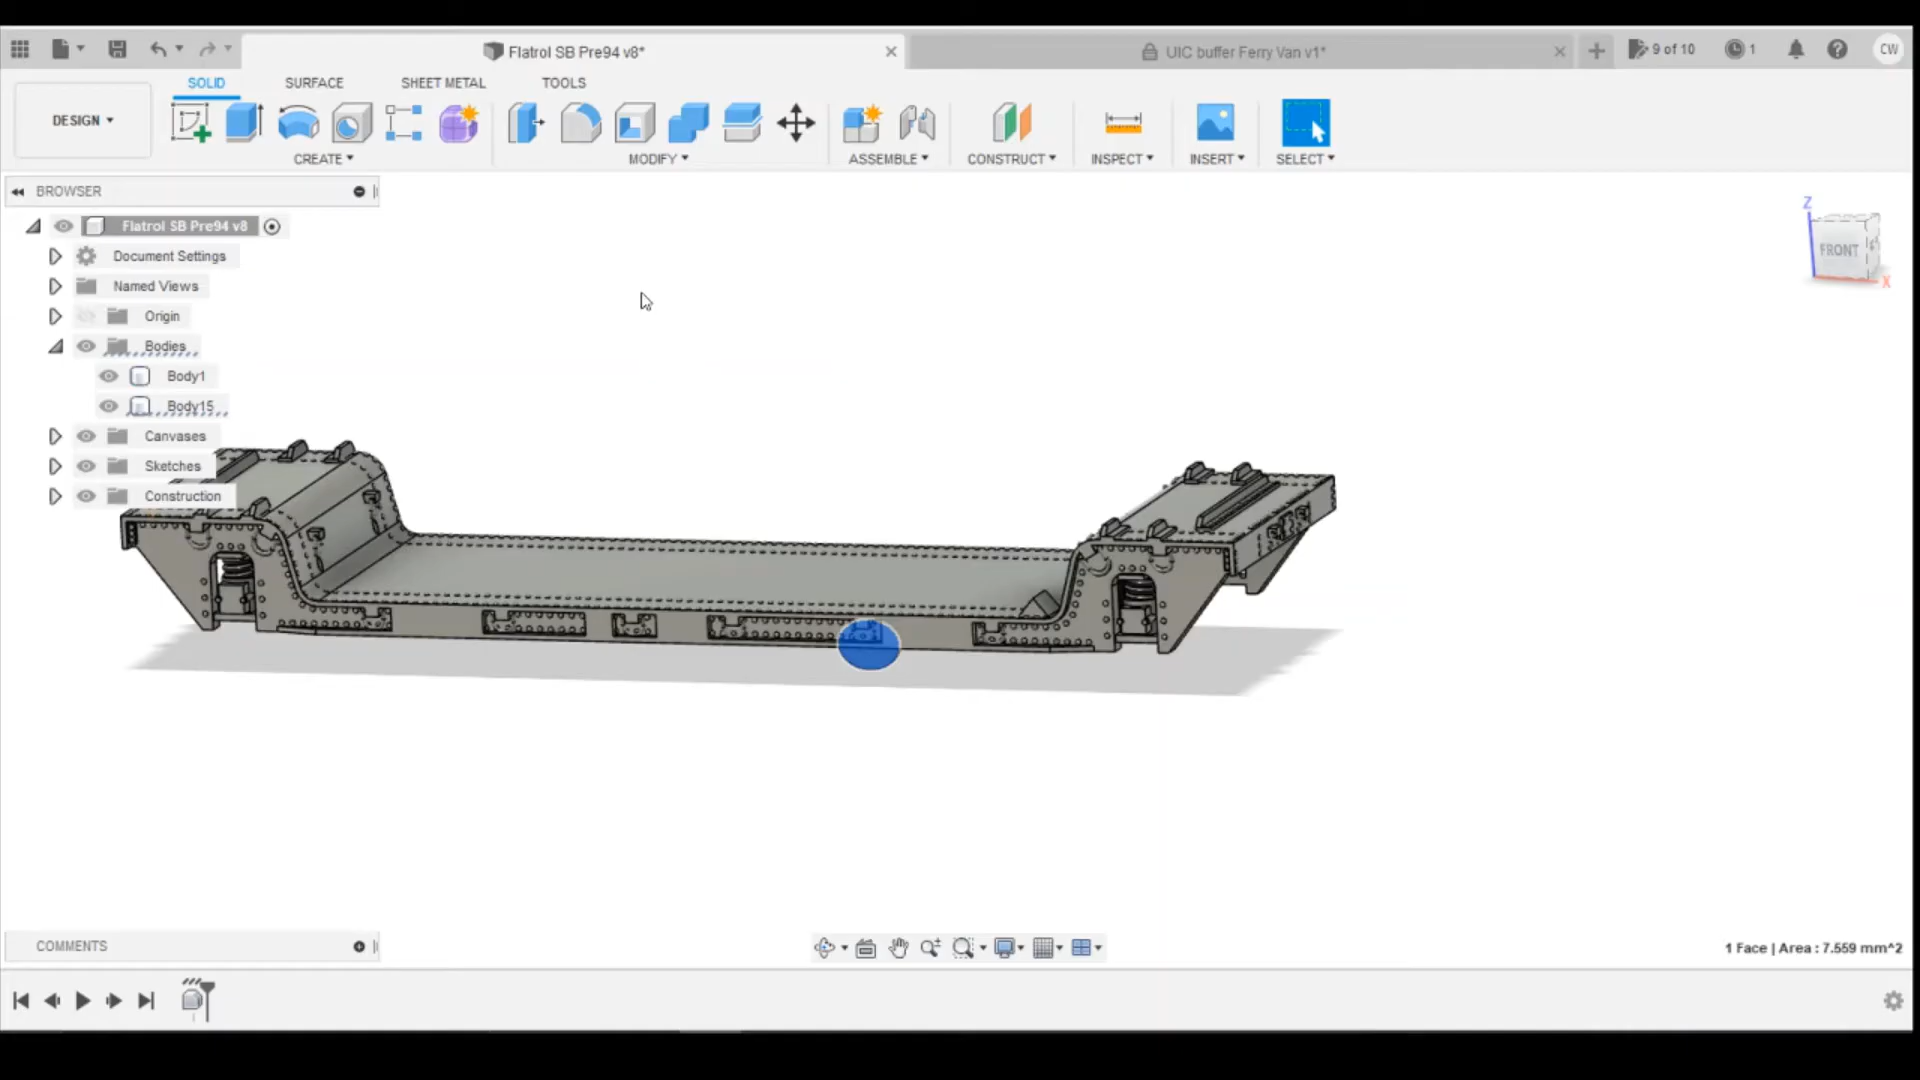 Flatrol SB Pre94 v8*
UIC buffer Ferry Van v1*
9 of 10
1
CW
DESIGN
SOLID
SURFACE
SHEET METAL
TOOLS
CREATE
MODIFY
ASSEMBLE
CONSTRUCT
INSPECT
INSERT
SELECT
BROWSER
Flatrol SB Pre94 v8
Document Settings
Named Views
Origin
Bodies
Body1
Body15
Canvases
Sketches
Construction
Z
FRONT
X
COMMENTS
1 Face | Area : 7.559 mm^2